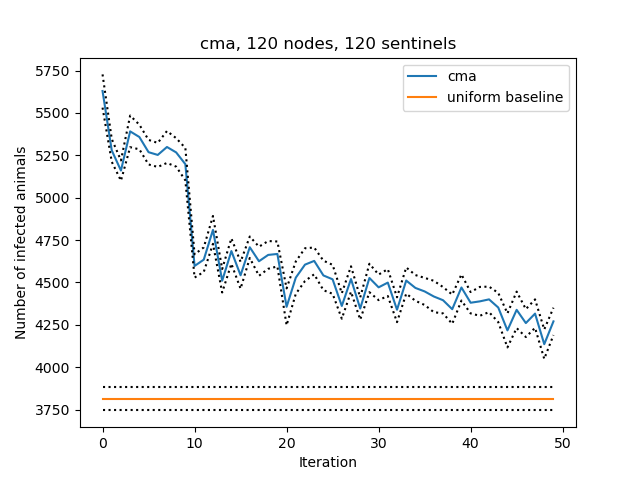 cma, 120 nodes, 120 sentinels
cma
uniform baseline
5750
5500
5250
5000
4750
4500
4250
4000
3750
Number of infected animals
0 10 20 30 40 50
Iteration